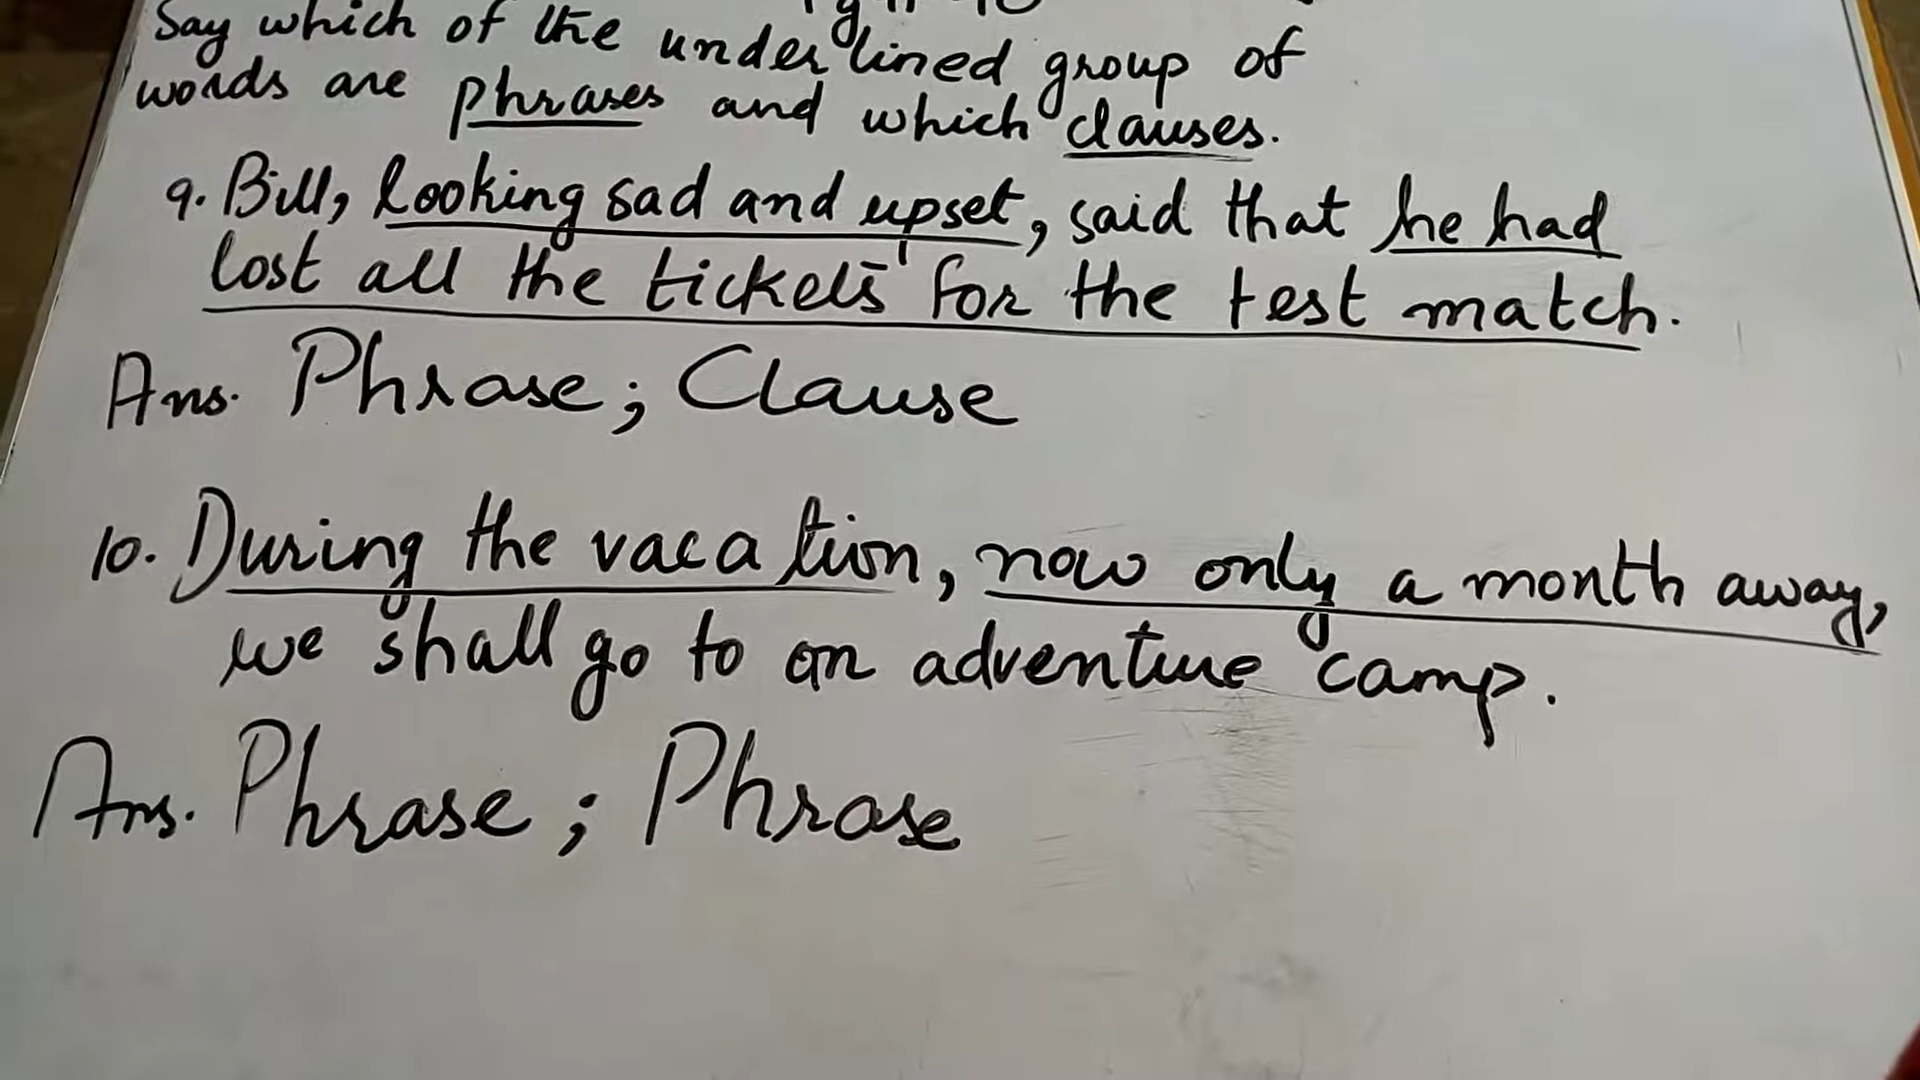 Say which of the underlined group of
words are phrases and which clauses.
9. Bill, looking sad and upset, said that he had
lost all the tickets for the test match.
Ans. Phrase; Clause
10. During the vacation, now only a month away,
we shall go to an adventure camp.
Ans. Phrase; Phrase